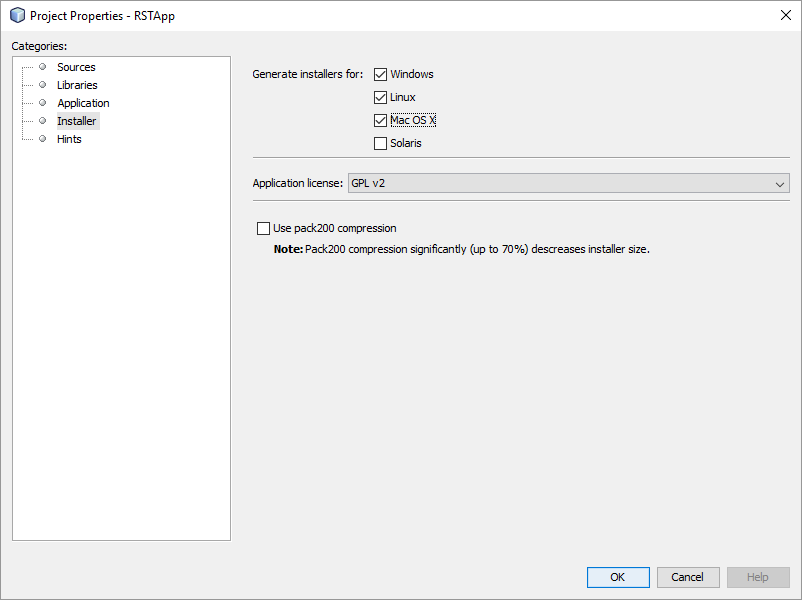 Project Properties - RSTApp
Categories:
Sources
Libraries
Application
Installer
Hints
Generate installers for:
Windows
Linux
Mac OS X
Solaris
Application license:
GPL v2
Use pack200 compression
Note: Pack200 compression significantly (up to 70%) descreases installer size.
OK
Cancel
Help